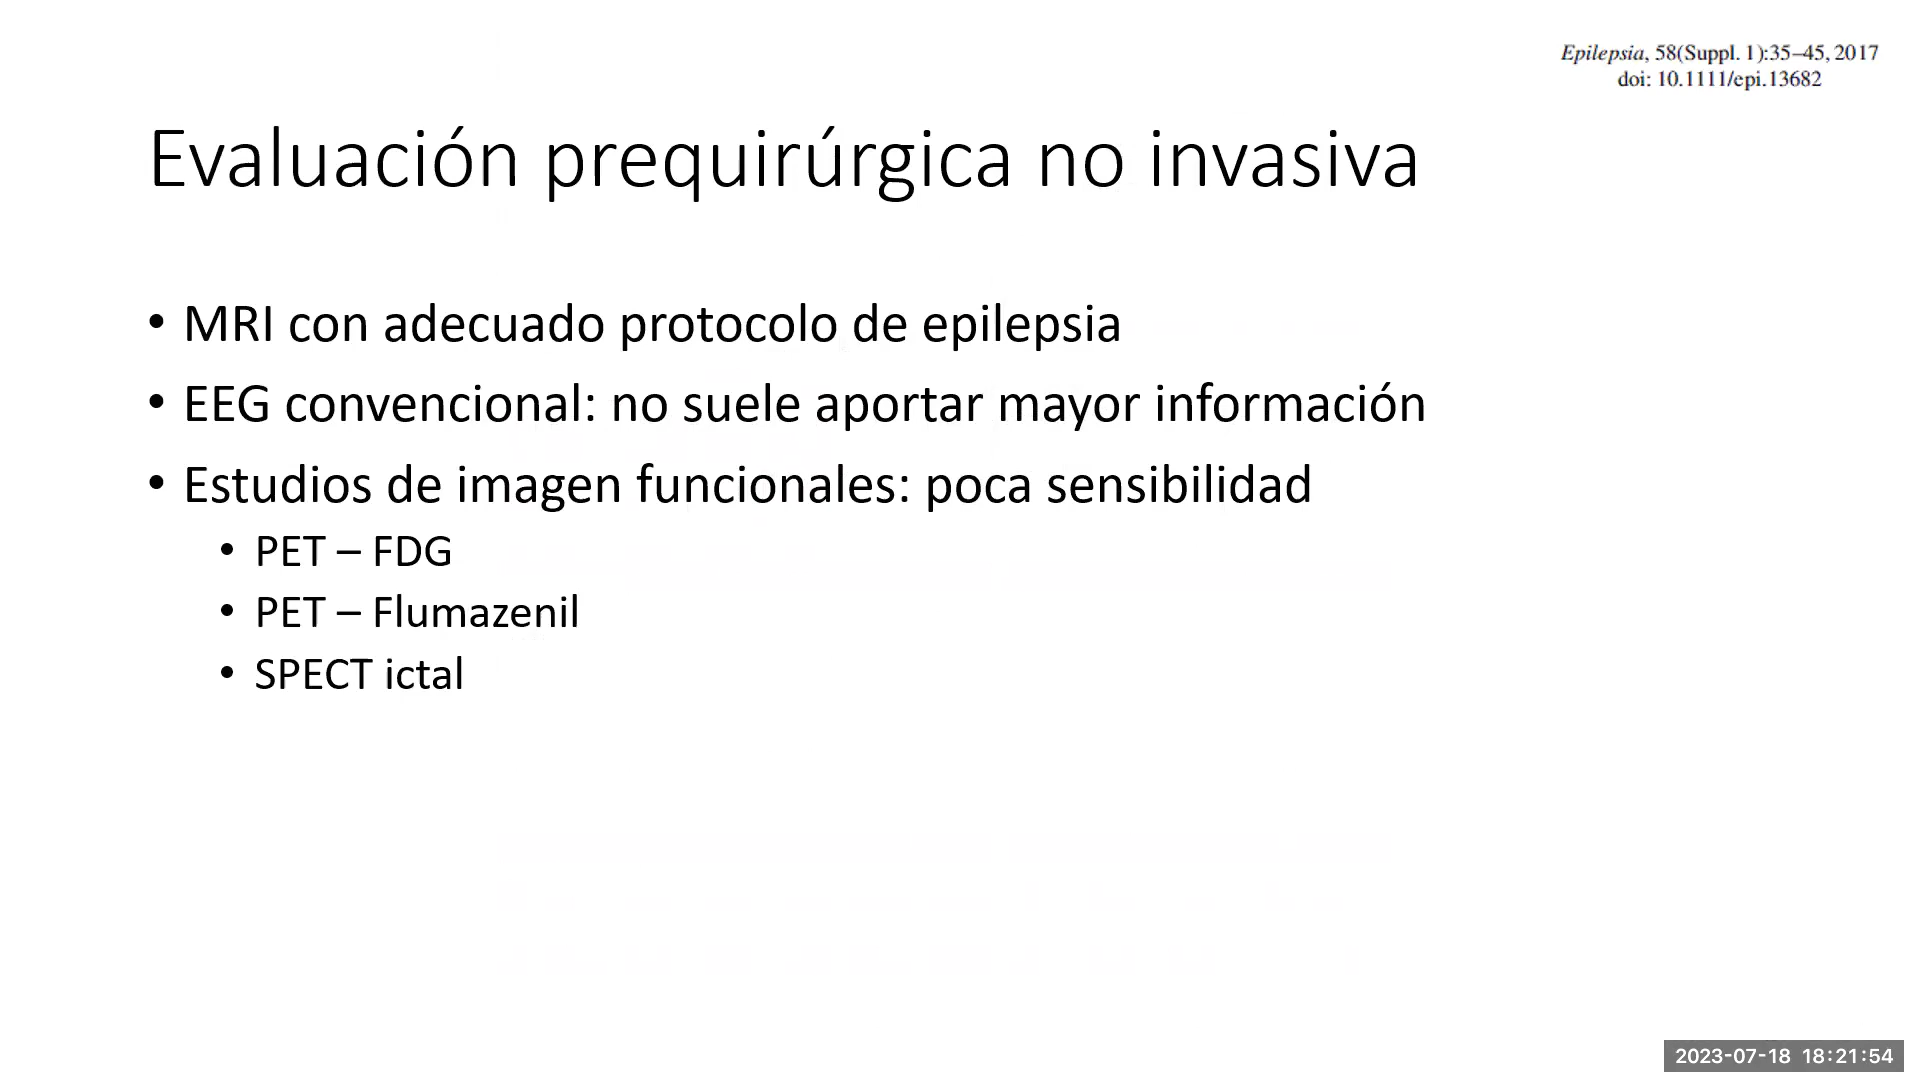 Epilepsia, 58(Suppl. 1):35–45, 2017
doi: 10.1111/epi.13682
Evaluación prequirúrgica no invasiva
• MRI con adecuado protocolo de epilepsia
• EEG convencional: no suele aportar mayor información
• Estudios de imagen funcionales: poca sensibilidad
• PET – FDG
• PET – Flumazenil
• SPECT ictal
2023-07-18 18:21:54